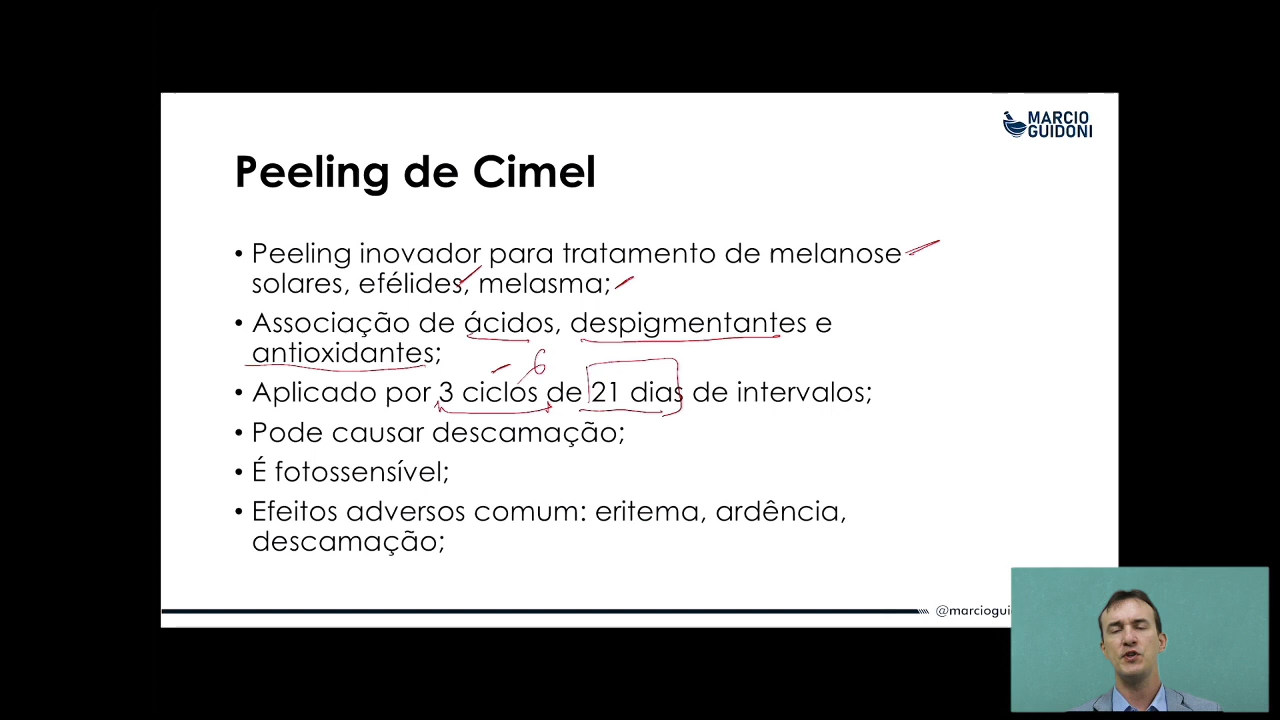 MARCIO
GUIDONI
Peeling de Cimel
• Peeling inovador para tratamento de melanose
solares, efélides, melasma;
• Associação de ácidos, despigmentantes e
antioxidantes;
- 6
• Aplicado por 3 ciclos de 21 dias de intervalos;
• Pode causar descamação;
• É fotossensível;
• Efeitos adversos comum: eritema, ardência,
descamação;